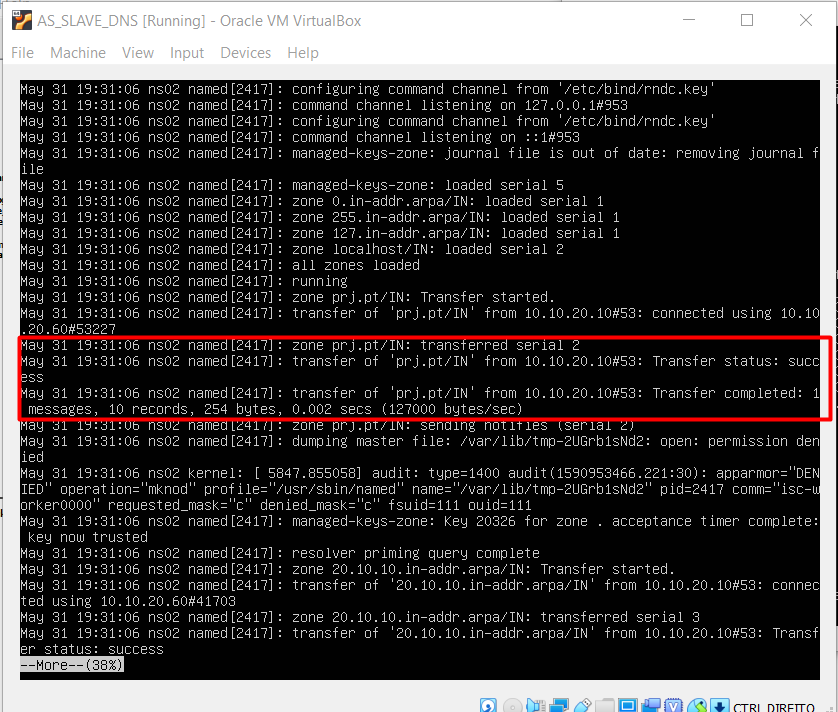 AS_SLAVE_DNS [Running] - Oracle VM VirtualBox
File Machine View Input Devices Help
May 31 19:31:06 ns02 named[2417]: configuring command channel from '/etc/bind/rndc.key'
May 31 19:31:06 ns02 named[2417]: command channel listening on 127.0.0.1#953
May 31 19:31:06 ns02 named[2417]: configuring command channel from '/etc/bind/rndc.key'
May 31 19:31:06 ns02 named[2417]: command channel listening on ::1#953
May 31 19:31:06 ns02 named[2417]: managed-keys-zone: journal file is out of date: removing journal f
ile
May 31 19:31:06 ns02 named[2417]: managed-keys-zone: loaded serial 5
May 31 19:31:06 ns02 named[2417]: zone 0.in-addr.arpa/IN: loaded serial 1
May 31 19:31:06 ns02 named[2417]: zone 255.in-addr.arpa/IN: loaded serial 1
May 31 19:31:06 ns02 named[2417]: zone 127.in-addr.arpa/IN: loaded serial 1
May 31 19:31:06 ns02 named[2417]: zone localhost/IN: loaded serial 2
May 31 19:31:06 ns02 named[2417]: all zones loaded
May 31 19:31:06 ns02 named[2417]: running
May 31 19:31:06 ns02 named[2417]: zone prj.pt/IN: Transfer started.
May 31 19:31:06 ns02 named[2417]: transfer of 'prj.pt/IN' from 10.10.20.10#53: connected using 10.10
.20.60#53227
May 31 19:31:06 ns02 named[2417]: zone prj.pt/IN: transferred serial 2
May 31 19:31:06 ns02 named[2417]: transfer of 'prj.pt/IN' from 10.10.20.10#53: Transfer status: succ
ess
May 31 19:31:06 ns02 named[2417]: transfer of 'prj.pt/IN' from 10.10.20.10#53: Transfer completed: 1
messages, 10 records, 254 bytes, 0.002 secs (127000 bytes/sec)
May 31 19:31:06 ns02 named[2417]: zone prj.pt/IN: sending notifies (serial 2)
May 31 19:31:06 ns02 named[2417]: dumping master file: /var/lib/tmp-2UGrb1sNd2: open: permission den
ied
May 31 19:31:06 ns02 kernel: [ 5847.855058] audit: type=1400 audit(1590953466.221:30): apparmor="DEN
IED" operation="mknod" profile="/usr/sbin/named" name="/var/lib/tmp-2UGrb1sNd2" pid=2417 comm="isc-w
orker0000" requested_mask="c" denied_mask="c" fsuid=111 ouid=111
May 31 19:31:06 ns02 named[2417]: managed-keys-zone: Key 20326 for zone . acceptance timer complete:
key now trusted
May 31 19:31:06 ns02 named[2417]: resolver priming query complete
May 31 19:31:06 ns02 named[2417]: zone 20.10.10.in-addr.arpa/IN: Transfer started.
May 31 19:31:06 ns02 named[2417]: transfer of '20.10.10.in-addr.arpa/IN' from 10.10.20.10#53: connec
ted using 10.10.20.60#41703
May 31 19:31:06 ns02 named[2417]: zone 20.10.10.in-addr.arpa/IN: transferred serial 3
May 31 19:31:06 ns02 named[2417]: transfer of '20.10.10.in-addr.arpa/IN' from 10.10.20.10#53: Transf
er status: success
--More--(38%)
CTRL DIREITO